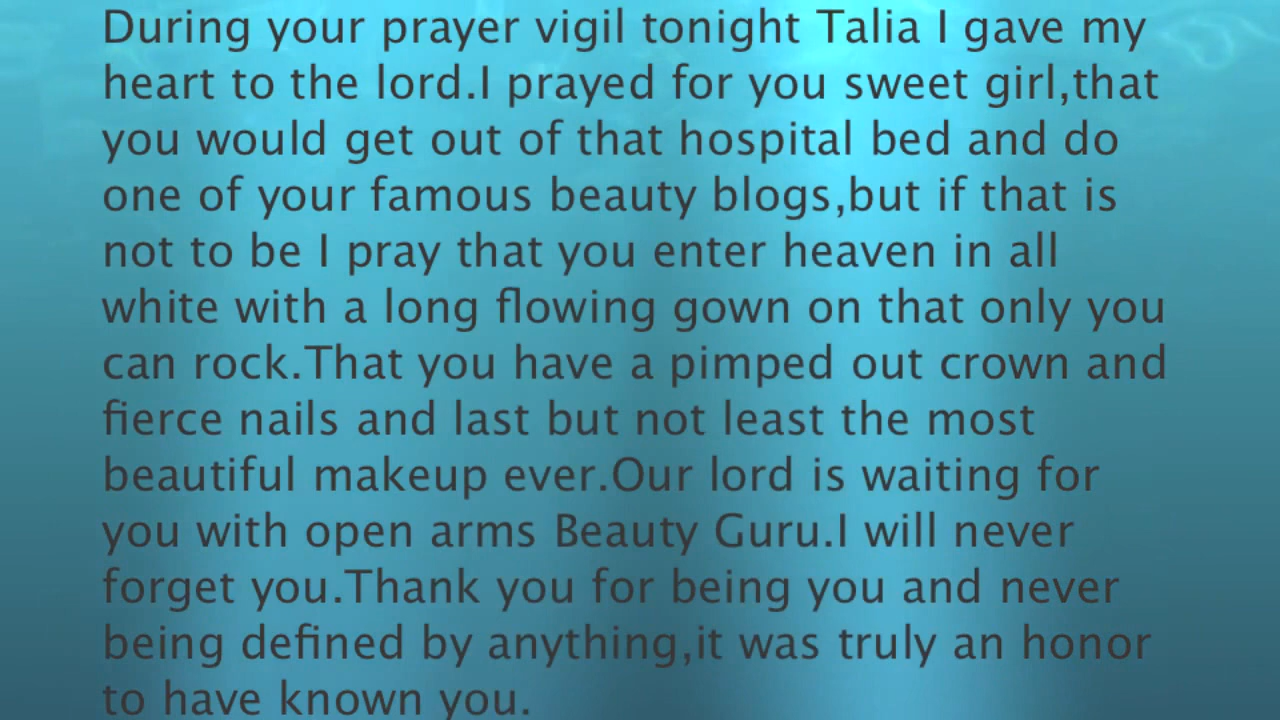 During your prayer vigil tonight Talia I gave my
heart to the lord.I prayed for you sweet girl,that
you would get out of that hospital bed and do
one of your famous beauty blogs,but if that is
not to be I pray that you enter heaven in all
white with a long flowing gown on that only you
can rock.That you have a pimped out crown and
fierce nails and last but not least the most
beautiful makeup ever.Our lord is waiting for
you with open arms Beauty Guru.I will never
forget you.Thank you for being you and never
being defined by anything,it was truly an honor
to have known you.